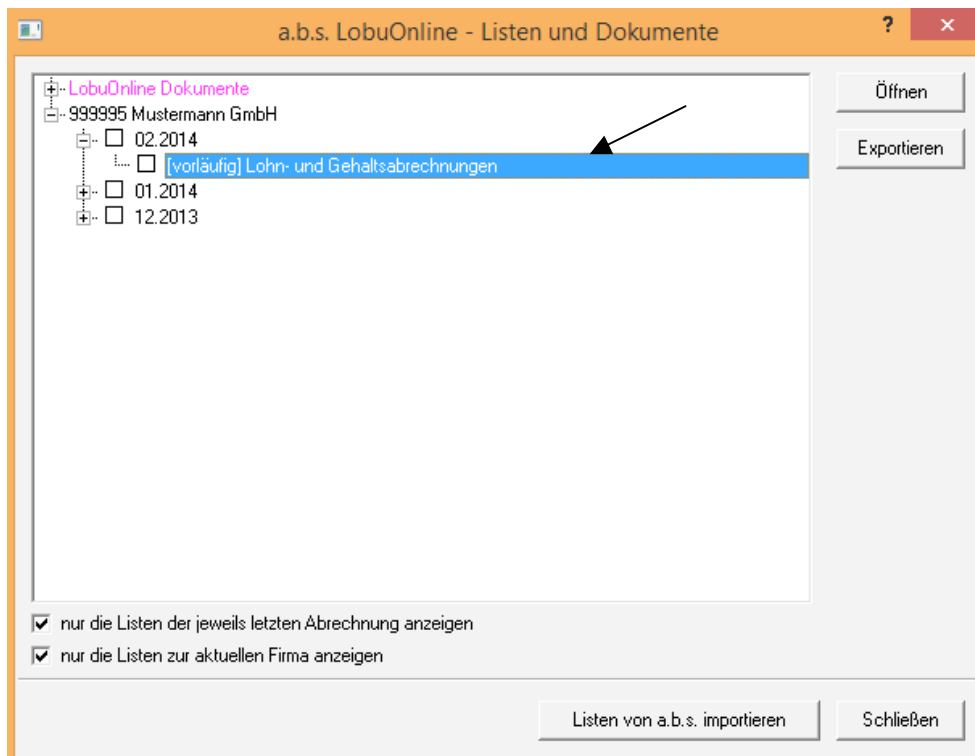 a.b.s. LobuOnline - Listen und Dokumente
?
LobuOnline Dokumente
Öffnen
999995 Mustermann GmbH
02.2014
Exportieren
[vorläufig] Lohn- und Gehaltsabrechnungen
01.2014
12.2013
nur die Listen der jeweils letzten Abrechnung anzeigen
nur die Listen zur aktuellen Firma anzeigen
Listen von a.b.s. importieren
Schließen